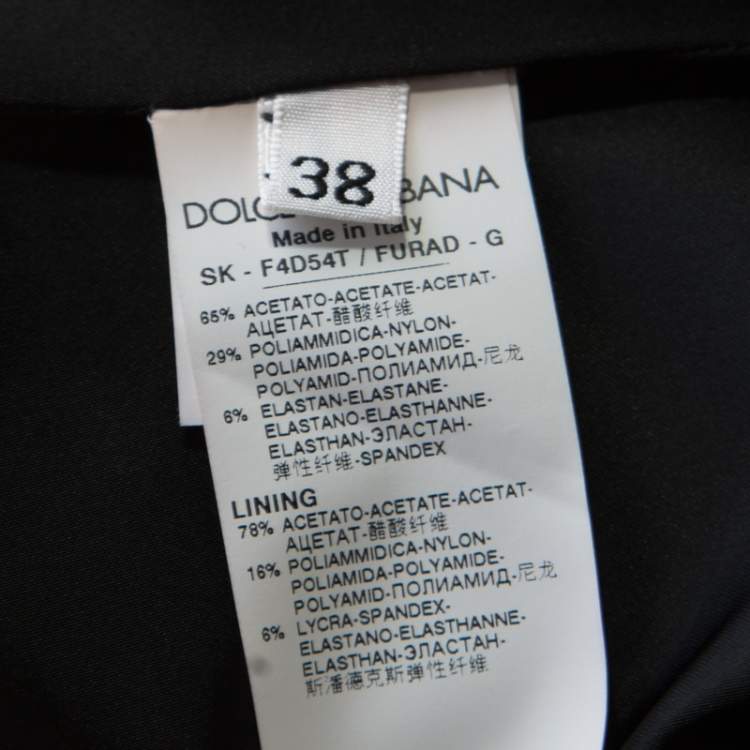 38
DOLC BANA
Made in Italy
SK - F4D54T / FURAD - G
65% ACETATO-ACETATE-ACETAT-
АЦЕТАТ-醋酸纤维
29% POLIAMMIDICA-NYLON-
POLIAMIDA-POLYAMIDE-
POLYAMID-ПОЛИАМИД-尼龙
6% ELASTAN-ELASTANE-
ELASTANO-ELASTHANNE-
ELASTHAN-ЭЛАСТАН-
弹性纤维-SPANDEX
LINING
78% ACETATO-ACETATE-ACETAT-
АЦЕТАТ-醋酸纤维
16% POLIAMMIDICA-NYLON-
POLIAMIDA-POLYAMIDE-
POLYAMID-ПОЛИАМИД-尼龙
6% LYCRA-SPANDEX-
ELASTANO-ELASTHANNE-
ELASTHAN-ЭЛАСТАН-
斯潘德克斯弹性纤维